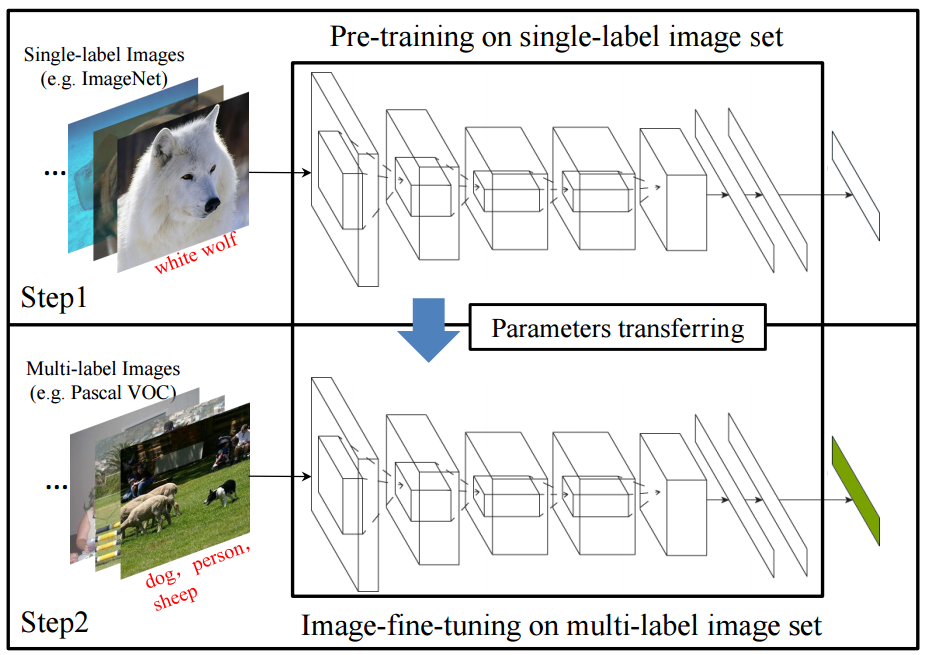 Pre-training on single-label image set
Single-label Images
(e.g. ImageNet)
...
white wolf
Step1
Parameters transferring
Multi-label Images
(e.g. Pascal VOC)
...
dog, person,
sheep
Step2
Image-fine-tuning on multi-label image set